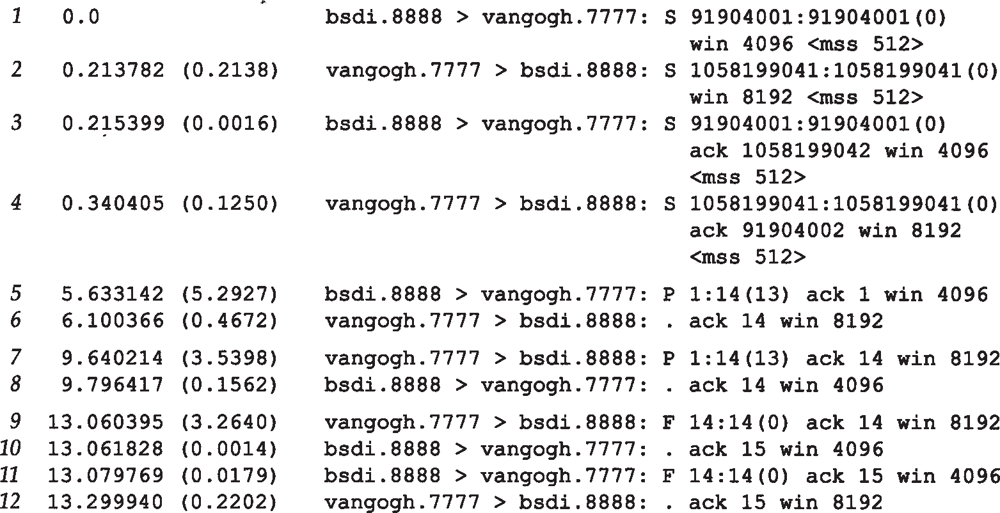 1 0.0 bsdi.8888 > vangogh.7777: S 91904001:91904001(0)
win 4096 <mss 512>
2 0.213782 (0.2138) vangogh.7777 > bsdi.8888: S 1058199041:1058199041(0)
win 8192 <mss 512>
3 0.215399 (0.0016) bsdi.8888 > vangogh.7777: S 91904001:91904001(0)
ack 1058199042 win 4096
<mss 512>
4 0.340405 (0.1250) vangogh.7777 > bsdi.8888: S 1058199041:1058199041(0)
ack 91904002 win 8192
<mss 512>
5 5.633142 (5.2927) bsdi.8888 > vangogh.7777: P 1:14(13) ack 1 win 4096
6 6.100366 (0.4672) vangogh.7777 > bsdi.8888: . ack 14 win 8192
7 9.640214 (3.5398) vangogh.7777 > bsdi.8888: P 1:14(13) ack 14 win 8192
8 9.796417 (0.1562) bsdi.8888 > vangogh.7777: . ack 14 win 4096
9 13.060395 (3.2640) vangogh.7777 > bsdi.8888: F 14:14(0) ack 14 win 8192
10 13.061828 (0.0014) bsdi.8888 > vangogh.7777: . ack 15 win 4096
11 13.079769 (0.0179) bsdi.8888 > vangogh.7777: F 14:14(0) ack 15 win 4096
12 13.299940 (0.2202) vangogh.7777 > bsdi.8888: . ack 15 win 8192